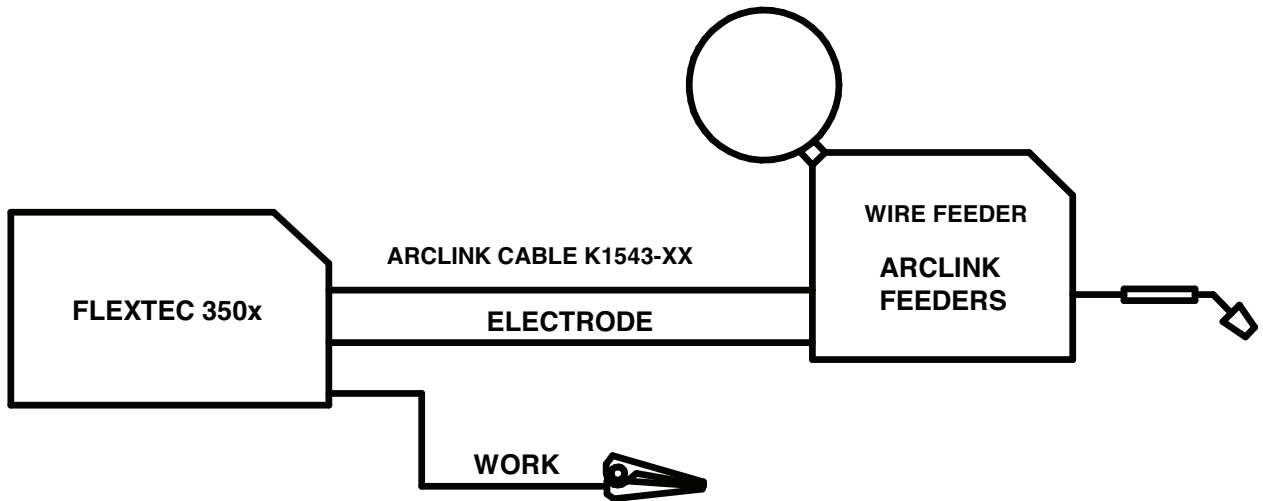 WIRE FEEDER
ARCLINK CABLE K1543-XX
ARCLINK
FEEDERS
FLEXTEC 350x
ELECTRODE
WORK